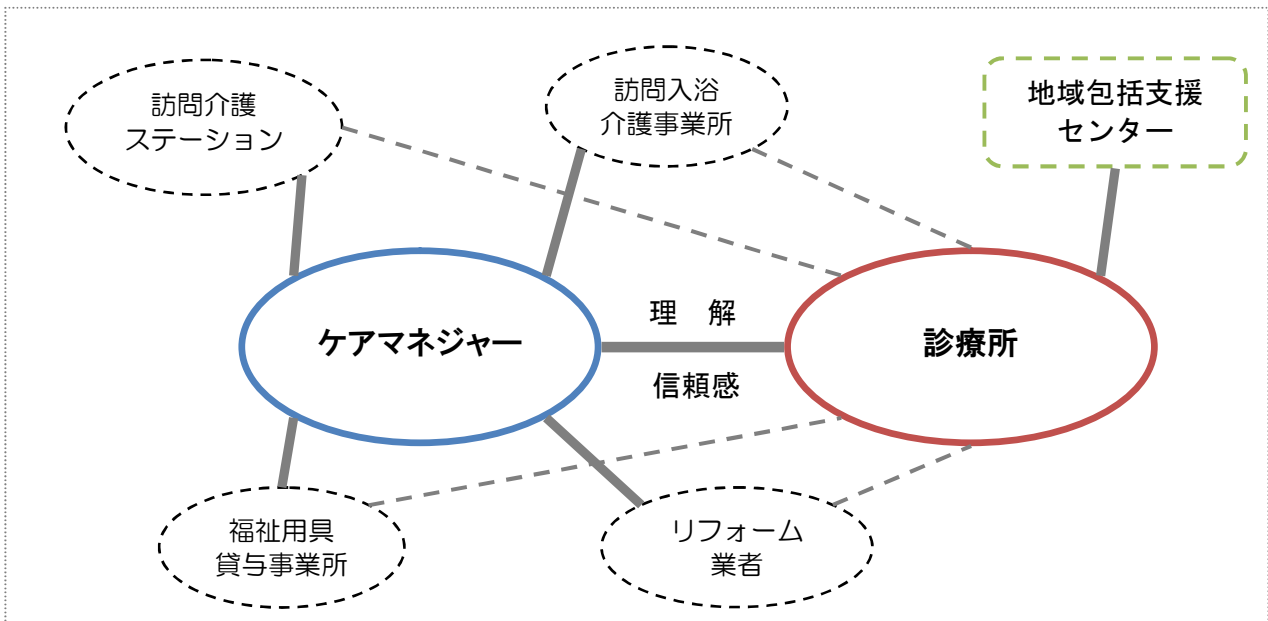 訪問介護
ステーション
訪問入浴
介護事業所
地域包括支援
センター
ケアマネジャー
理　解
信頼感
診療所
福祉用具
貸与事業所
リフォーム
業者